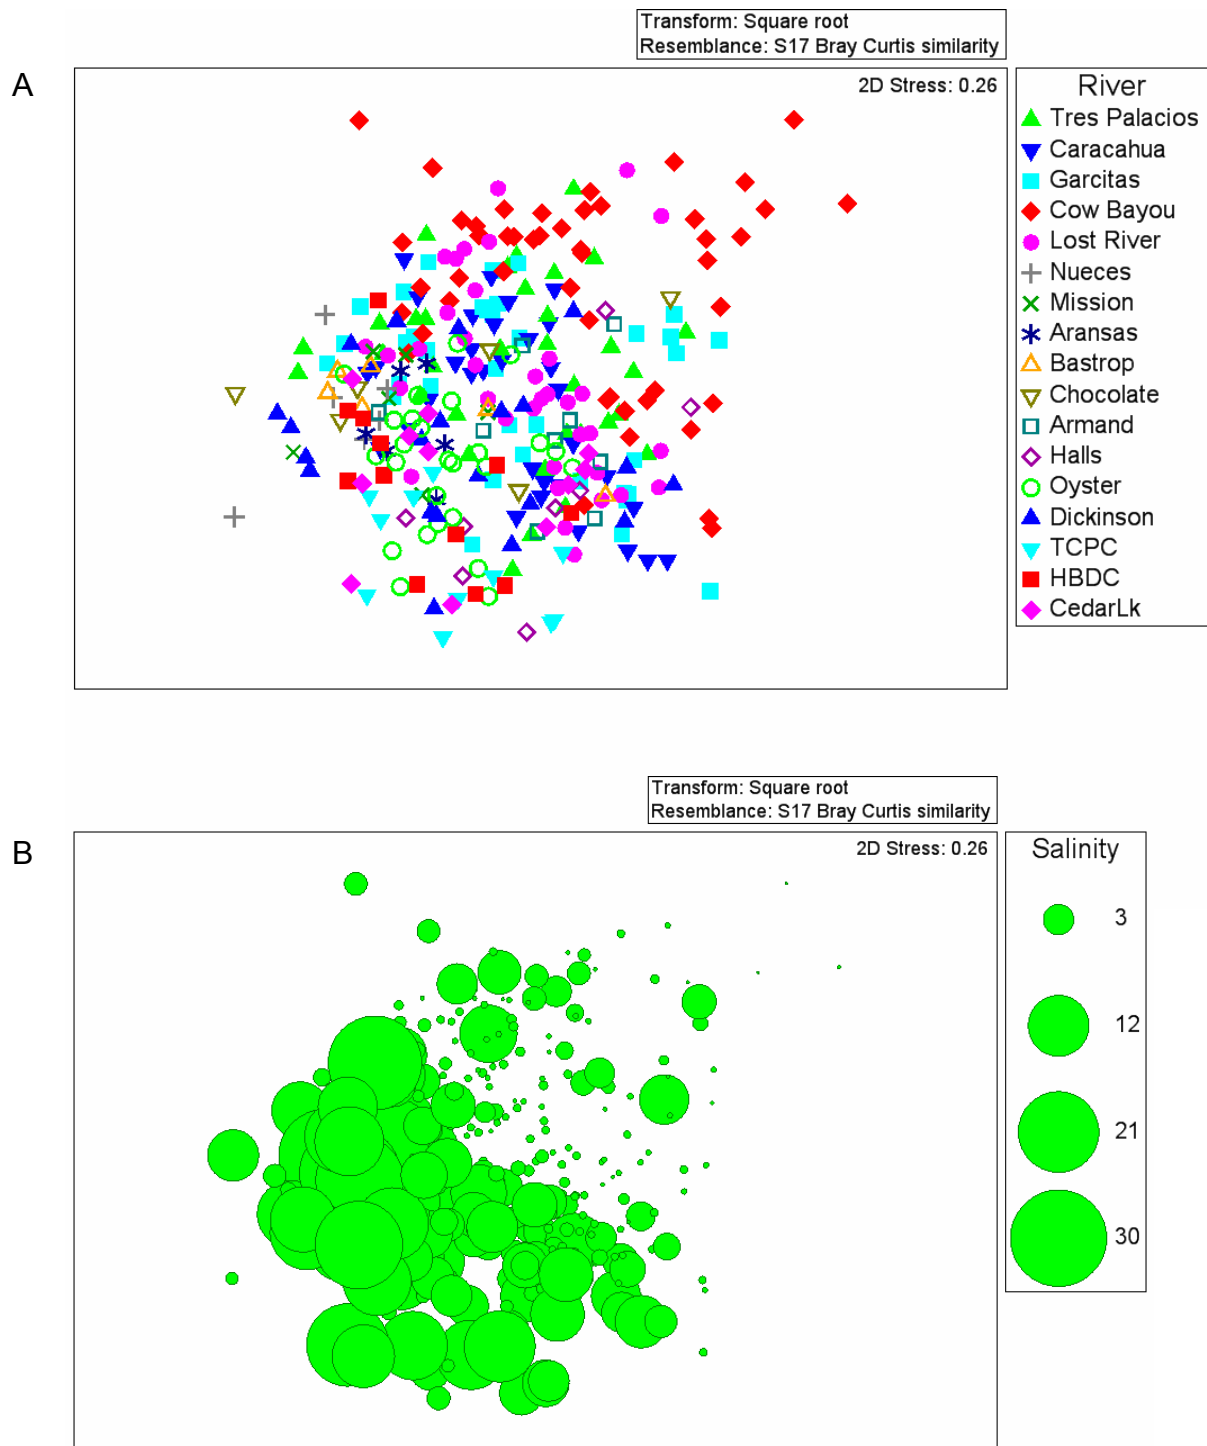 Transform: Square root
Resemblance: S17 Bray Curtis similarity
A
2D Stress: 0.26
River
Tres Palacios
Caracahua
Garcitas
Cow Bayou
Lost River
Nueces
Mission
Aransas
Bastrop
Chocolate
Armand
Halls
Oyster
Dickinson
TCPC
HBDC
CedarLk
Transform: Square root
Resemblance: S17 Bray Curtis similarity
B
2D Stress: 0.26
Salinity
3
12
21
30